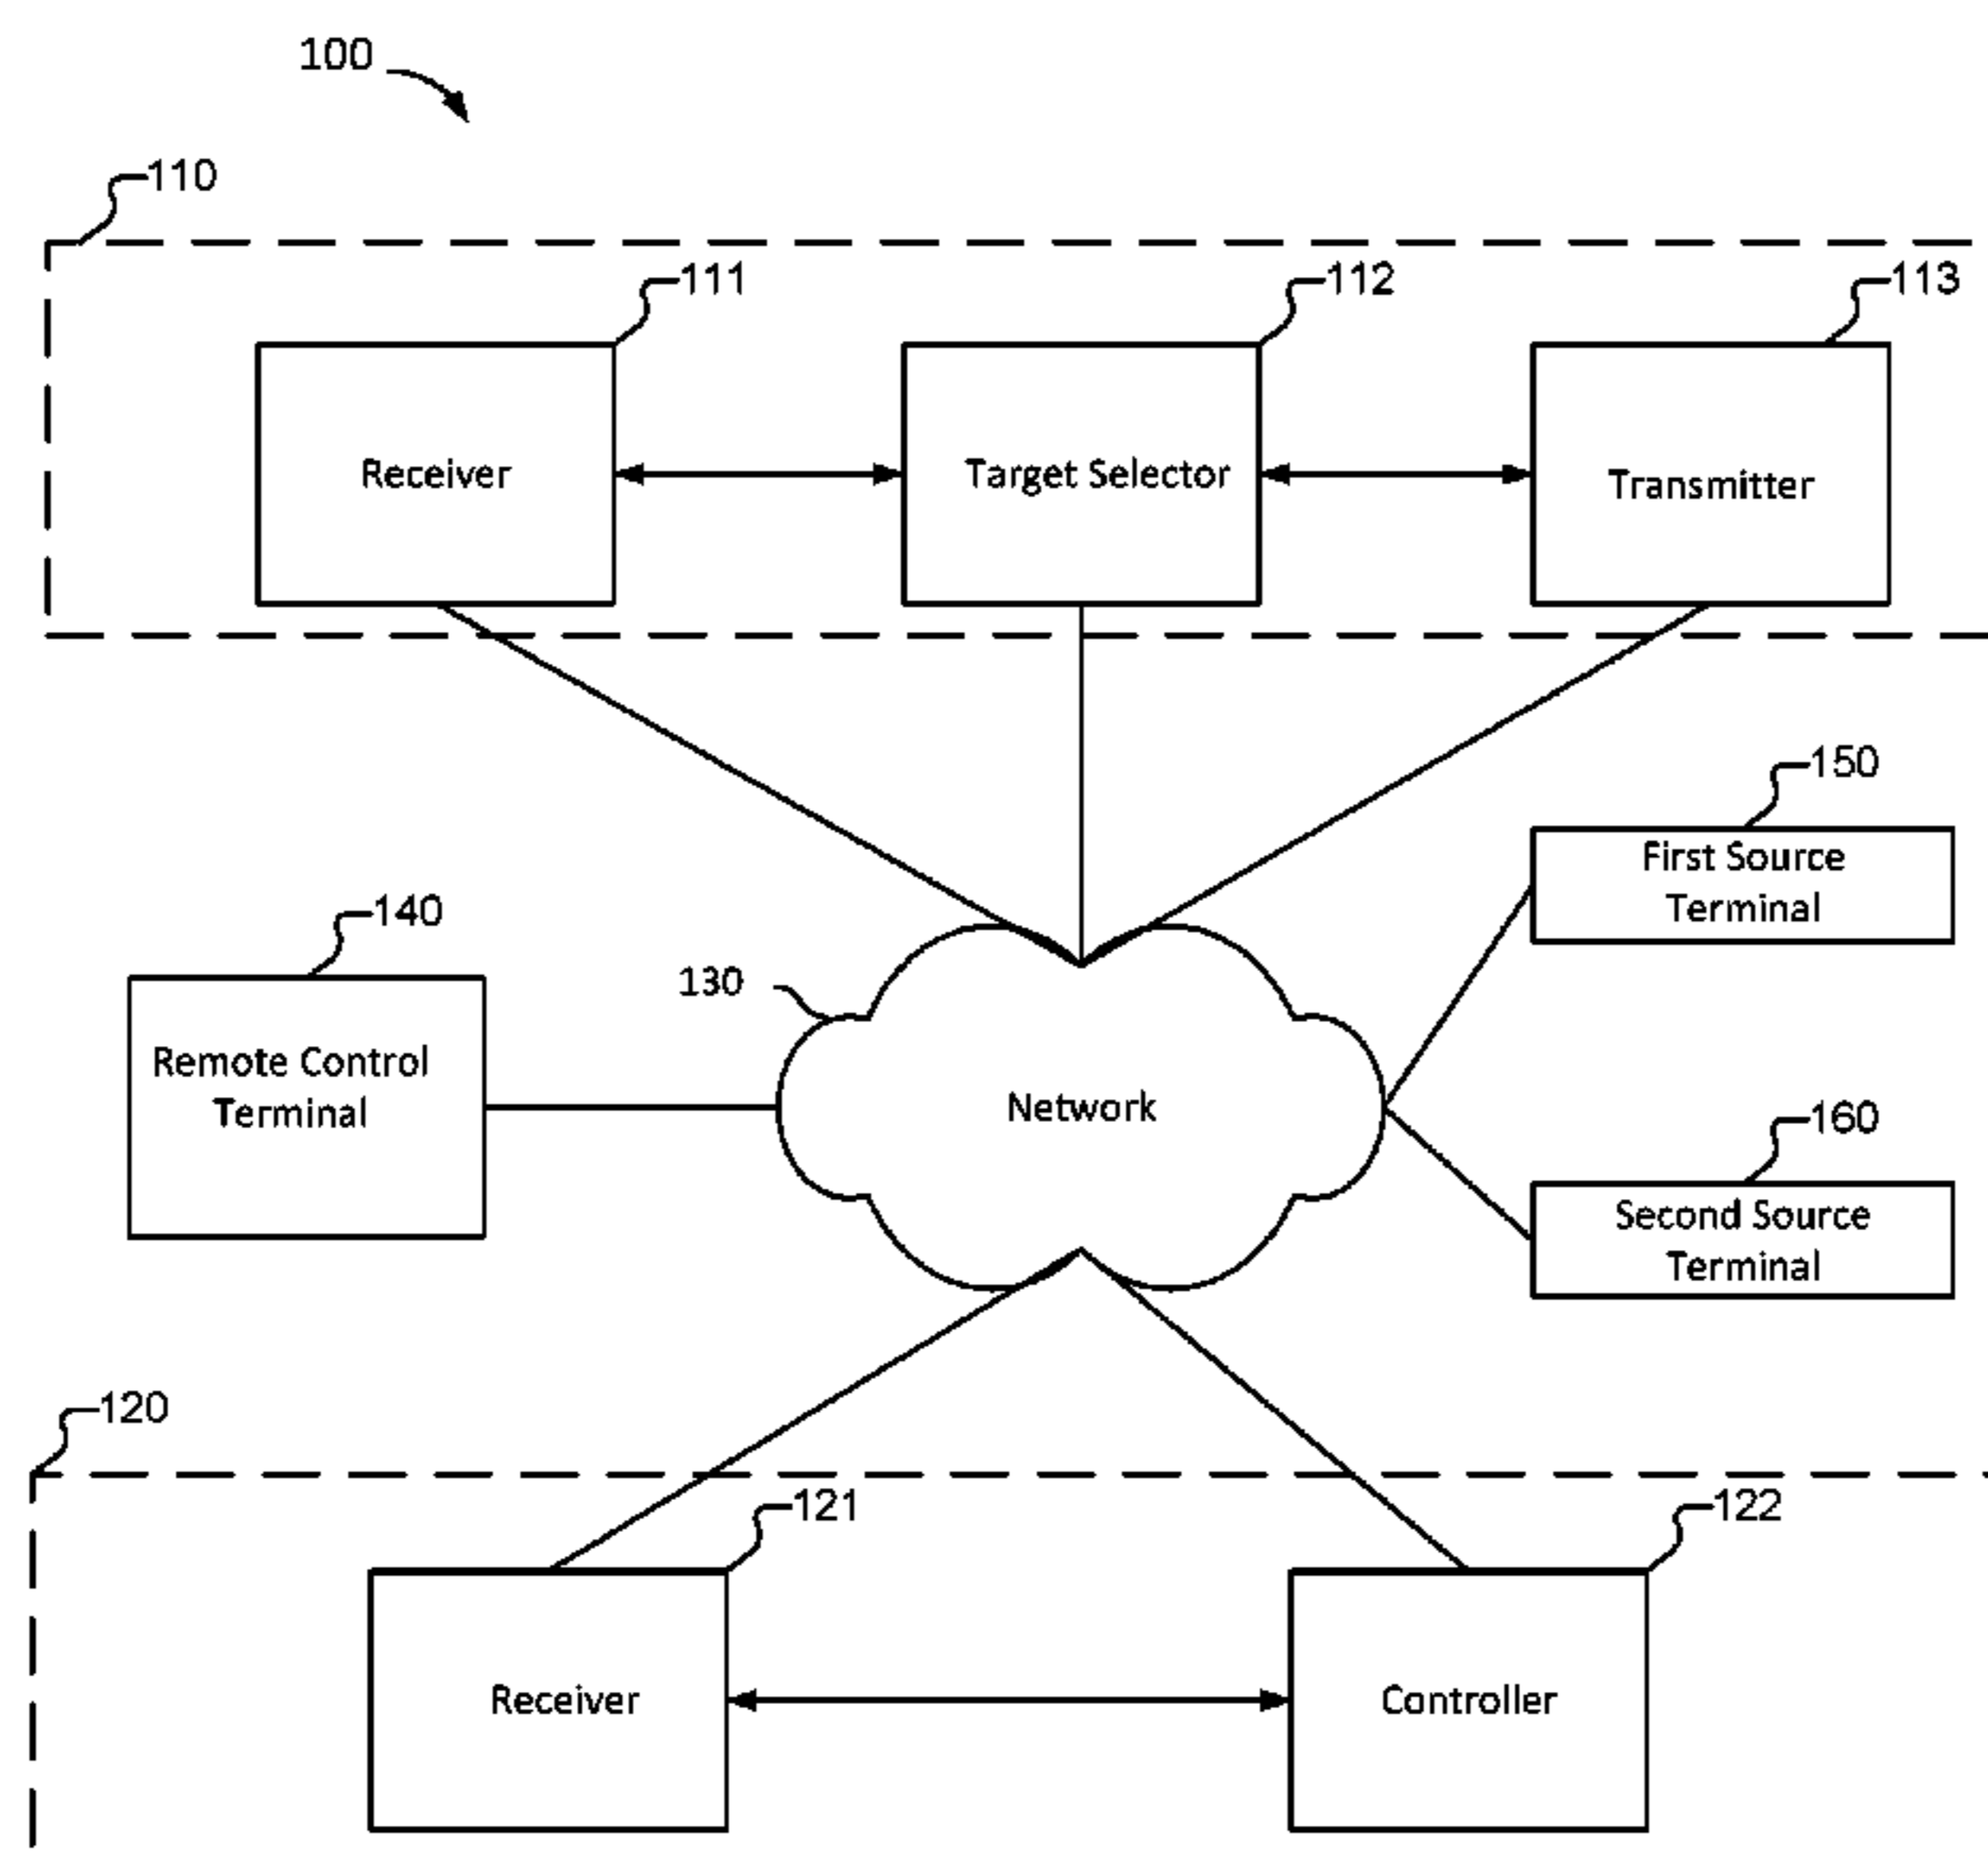 100
110
111
112
113
Receiver
Target Selector
Transmitter
150
First Source
Terminal
140
130
Remote Control
Terminal
Network
160
Second Source
Terminal
120
121
122
Receiver
Controller